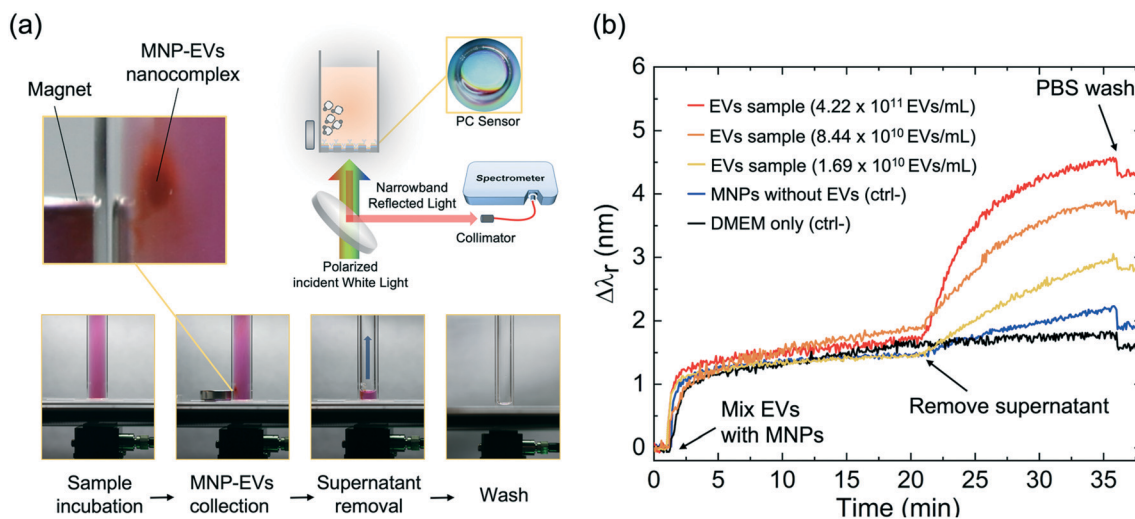 (a)
MNP-EVs
nanocomplex
Magnet
PC Sensor
Spectrometer
Narrowband
Reflected Light
Collimator
Polarized
incident White Light
Sample
incubation
MNP-EVs
collection
Supernatant
removal
Wash
(b)
6
5
4
3
2
1
0
Δλr (nm)
EVs sample (4.22 x 10¹¹ EVs/mL)
EVs sample (8.44 x 10¹⁰ EVs/mL)
EVs sample (1.69 x 10¹⁰ EVs/mL)
MNPs without EVs (ctrl-)
DMEM only (ctrl-)
PBS wash
Mix EVs
with MNPs
Remove supernatant
0 5 10 15 20 25 30 35
Time (min)